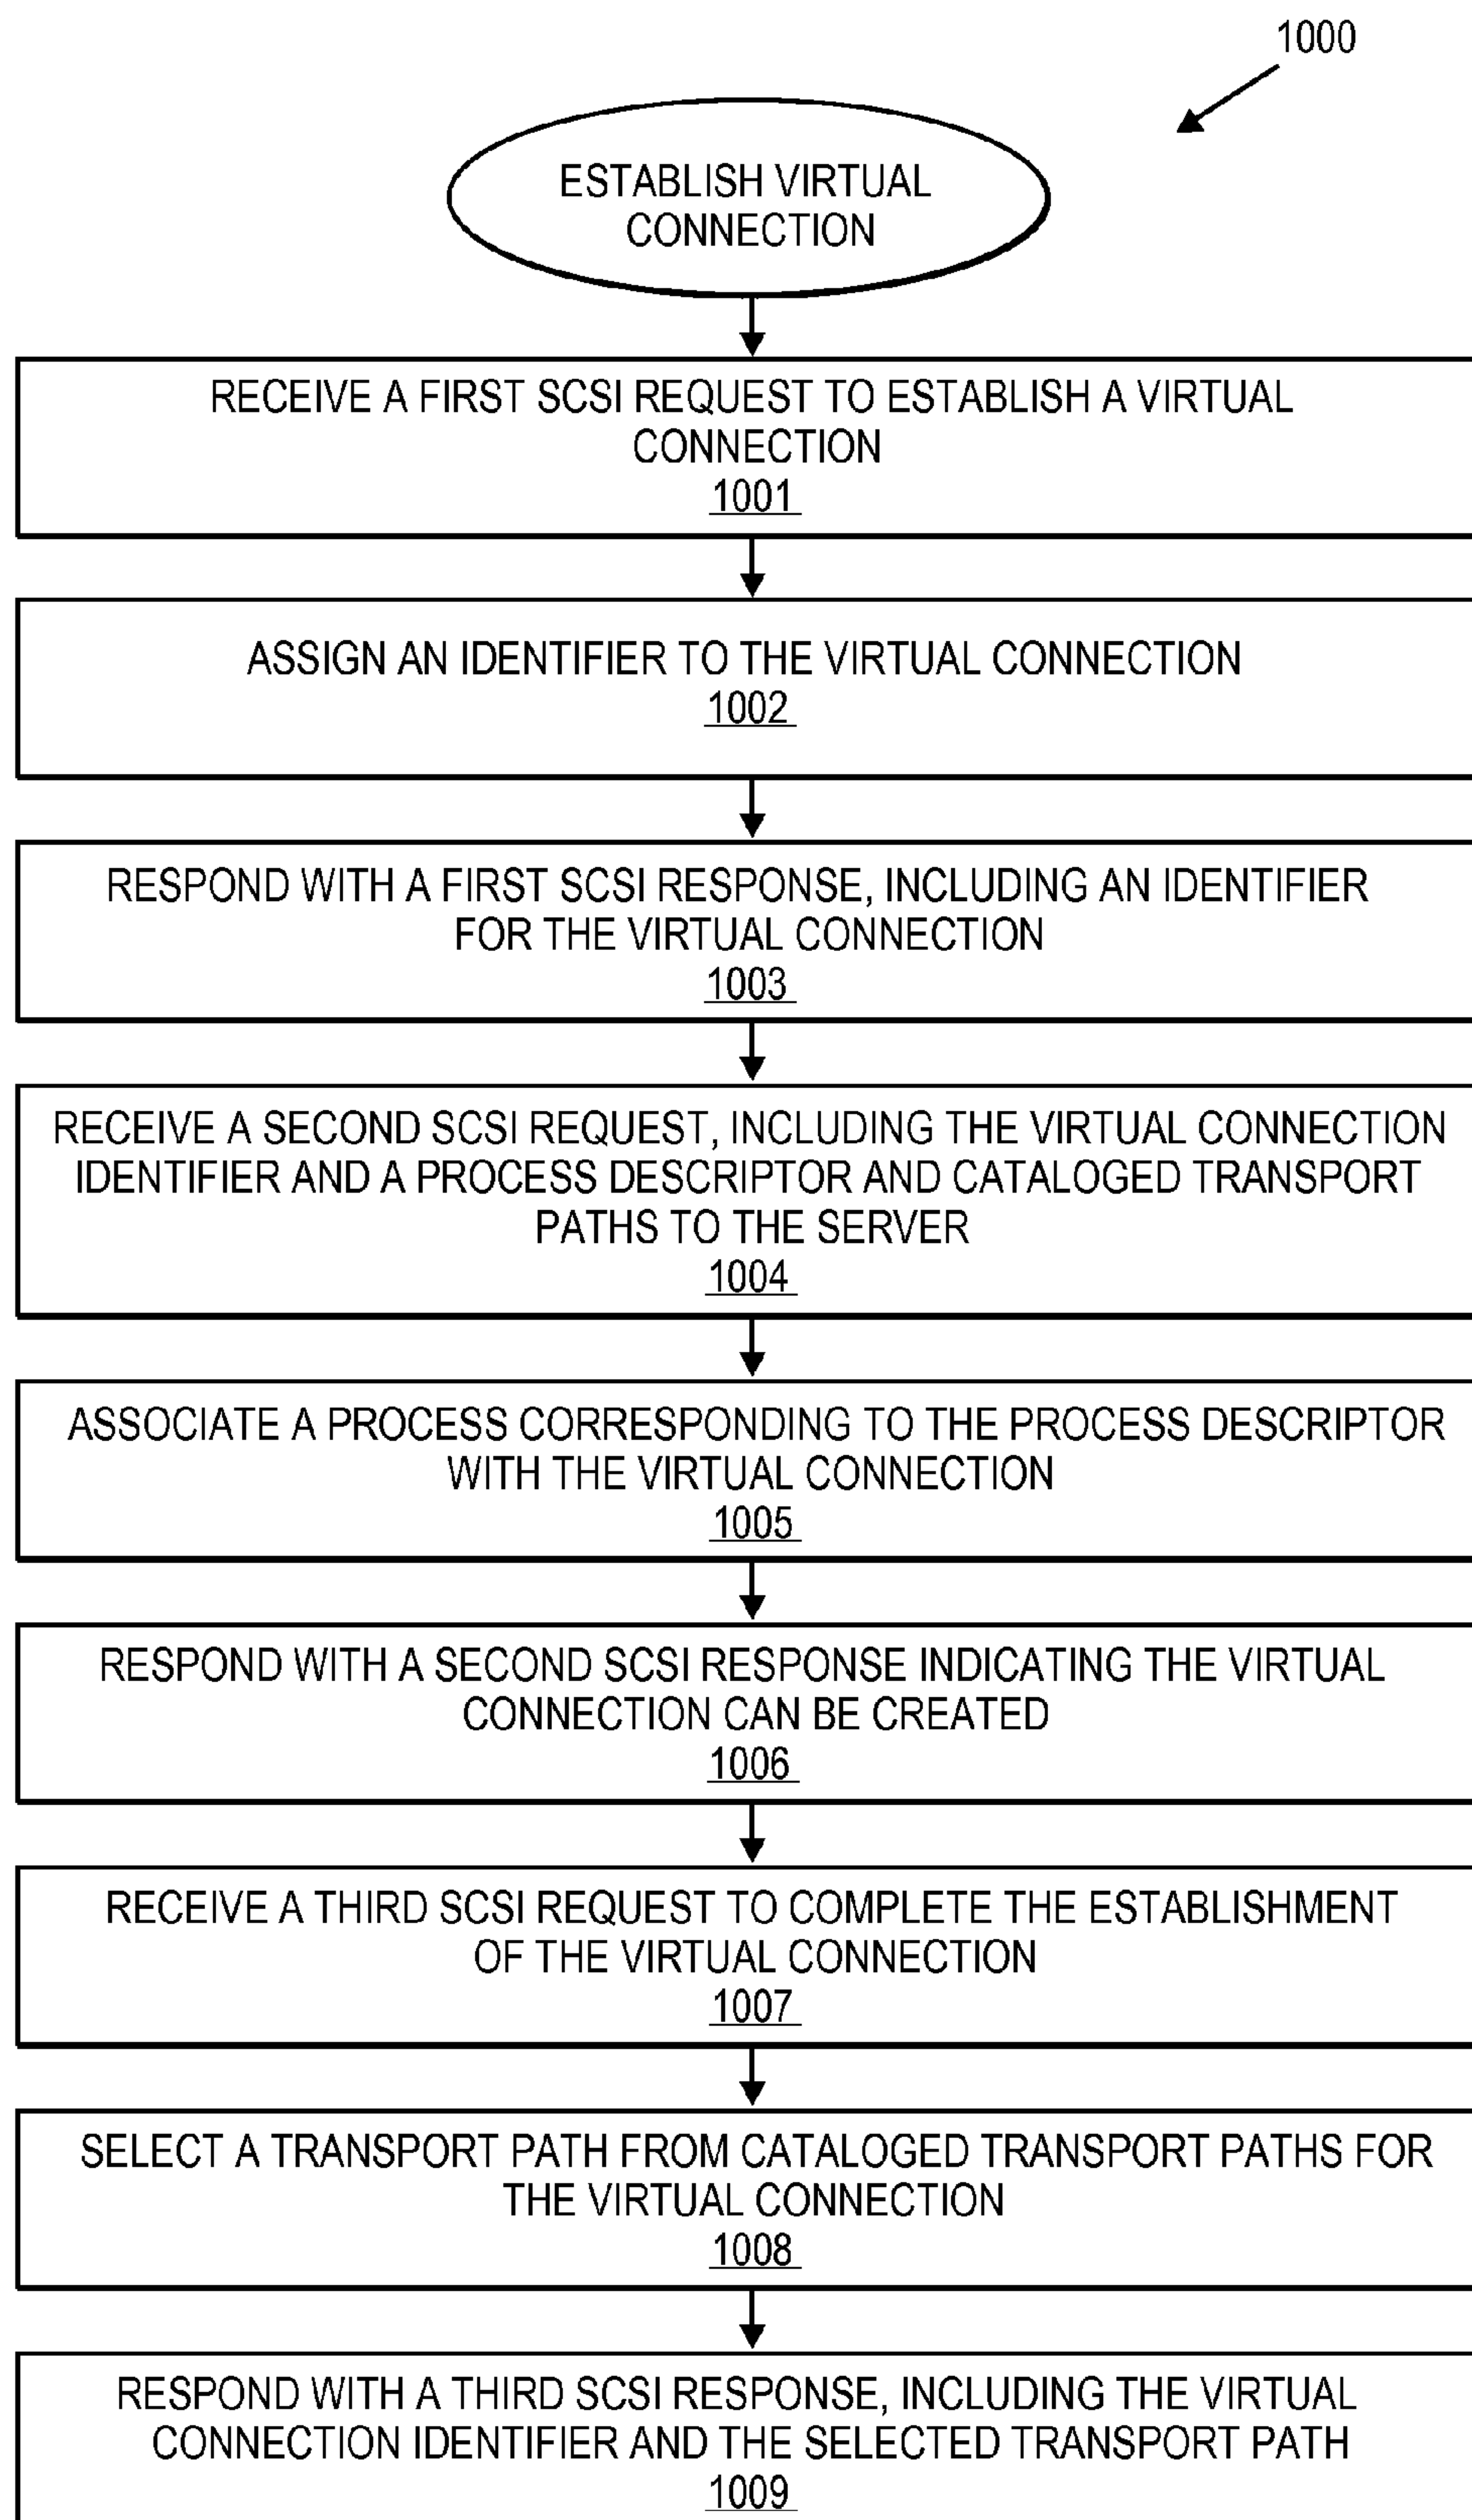 1000
ESTABLISH VIRTUAL
CONNECTION
RECEIVE A FIRST SCSI REQUEST TO ESTABLISH A VIRTUAL
CONNECTION
1001
ASSIGN AN IDENTIFIER TO THE VIRTUAL CONNECTION
1002
RESPOND WITH A FIRST SCSI RESPONSE, INCLUDING AN IDENTIFIER
FOR THE VIRTUAL CONNECTION
1003
RECEIVE A SECOND SCSI REQUEST, INCLUDING THE VIRTUAL CONNECTION
IDENTIFIER AND A PROCESS DESCRIPTOR AND CATALOGED TRANSPORT
PATHS TO THE SERVER
1004
ASSOCIATE A PROCESS CORRESPONDING TO THE PROCESS DESCRIPTOR
WITH THE VIRTUAL CONNECTION
1005
RESPOND WITH A SECOND SCSI RESPONSE INDICATING THE VIRTUAL
CONNECTION CAN BE CREATED
1006
RECEIVE A THIRD SCSI REQUEST TO COMPLETE THE ESTABLISHMENT
OF THE VIRTUAL CONNECTION
1007
SELECT A TRANSPORT PATH FROM CATALOGED TRANSPORT PATHS FOR
THE VIRTUAL CONNECTION
1008
RESPOND WITH A THIRD SCSI RESPONSE, INCLUDING THE VIRTUAL
CONNECTION IDENTIFIER AND THE SELECTED TRANSPORT PATH
1009